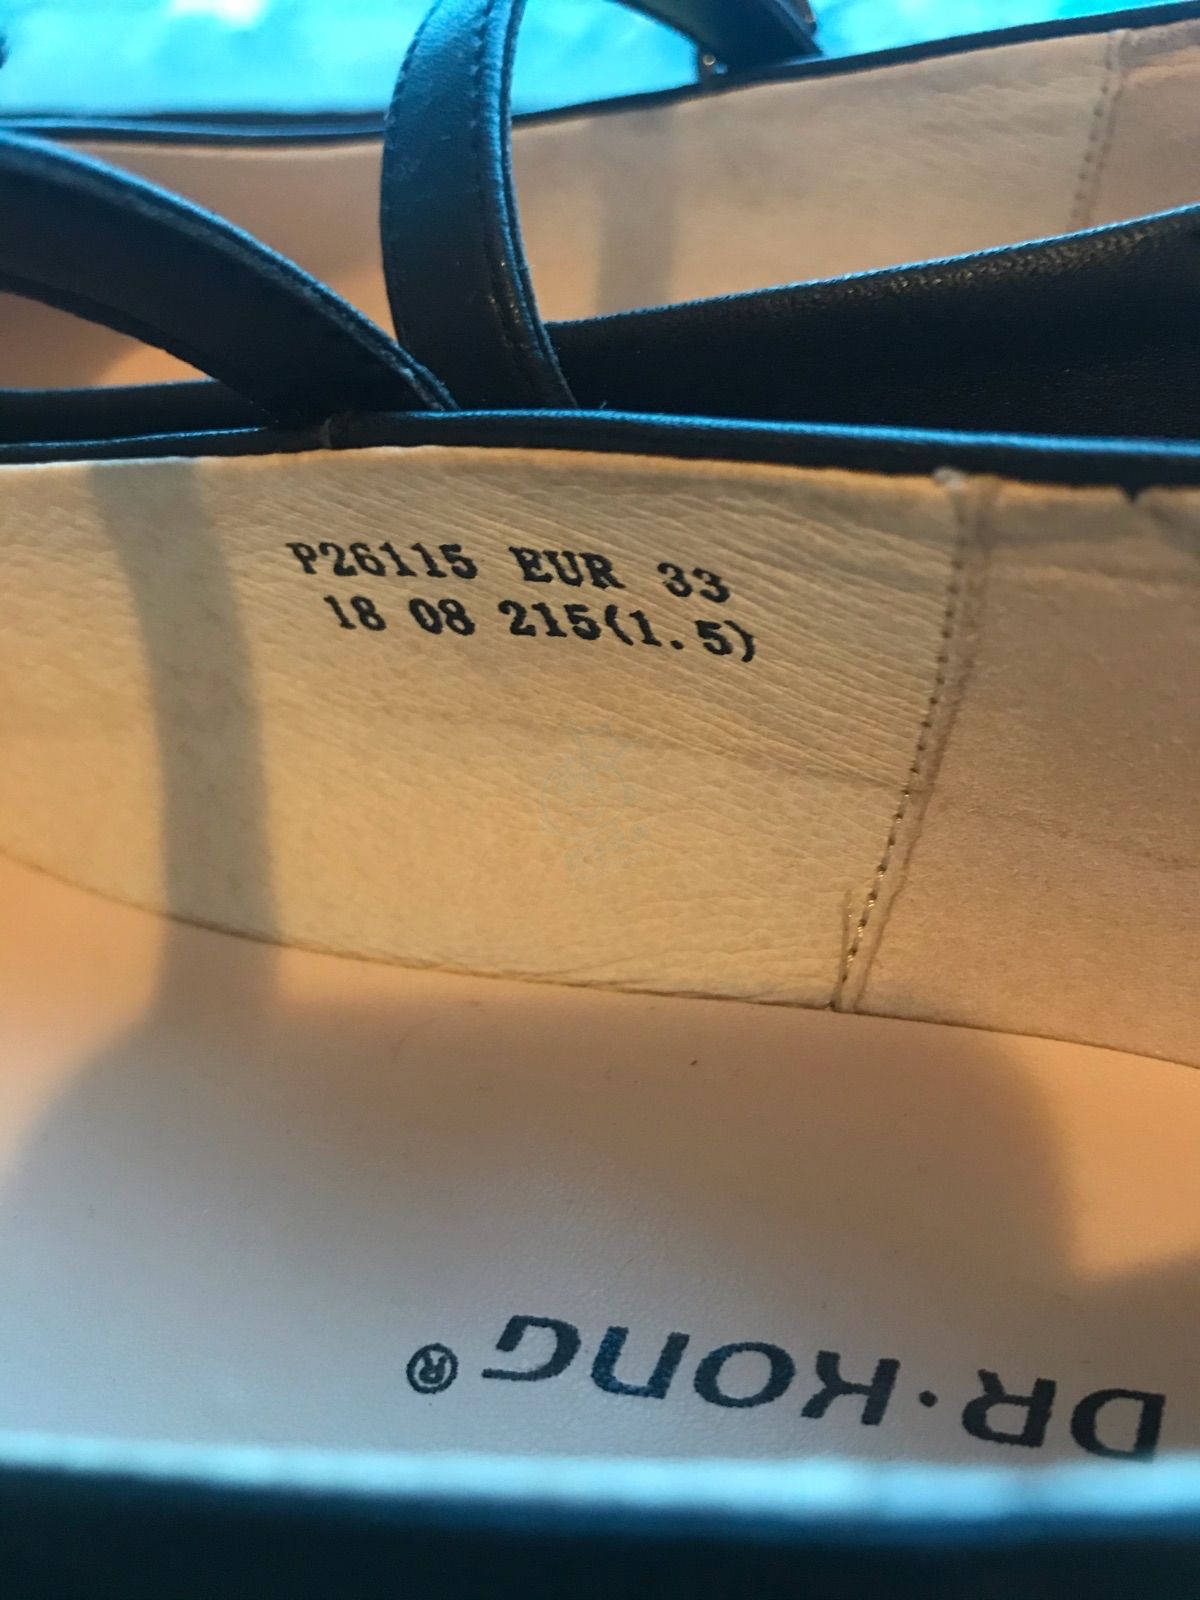 P26115 EUR 33
18 08 215(1.5)
DR·KONG®